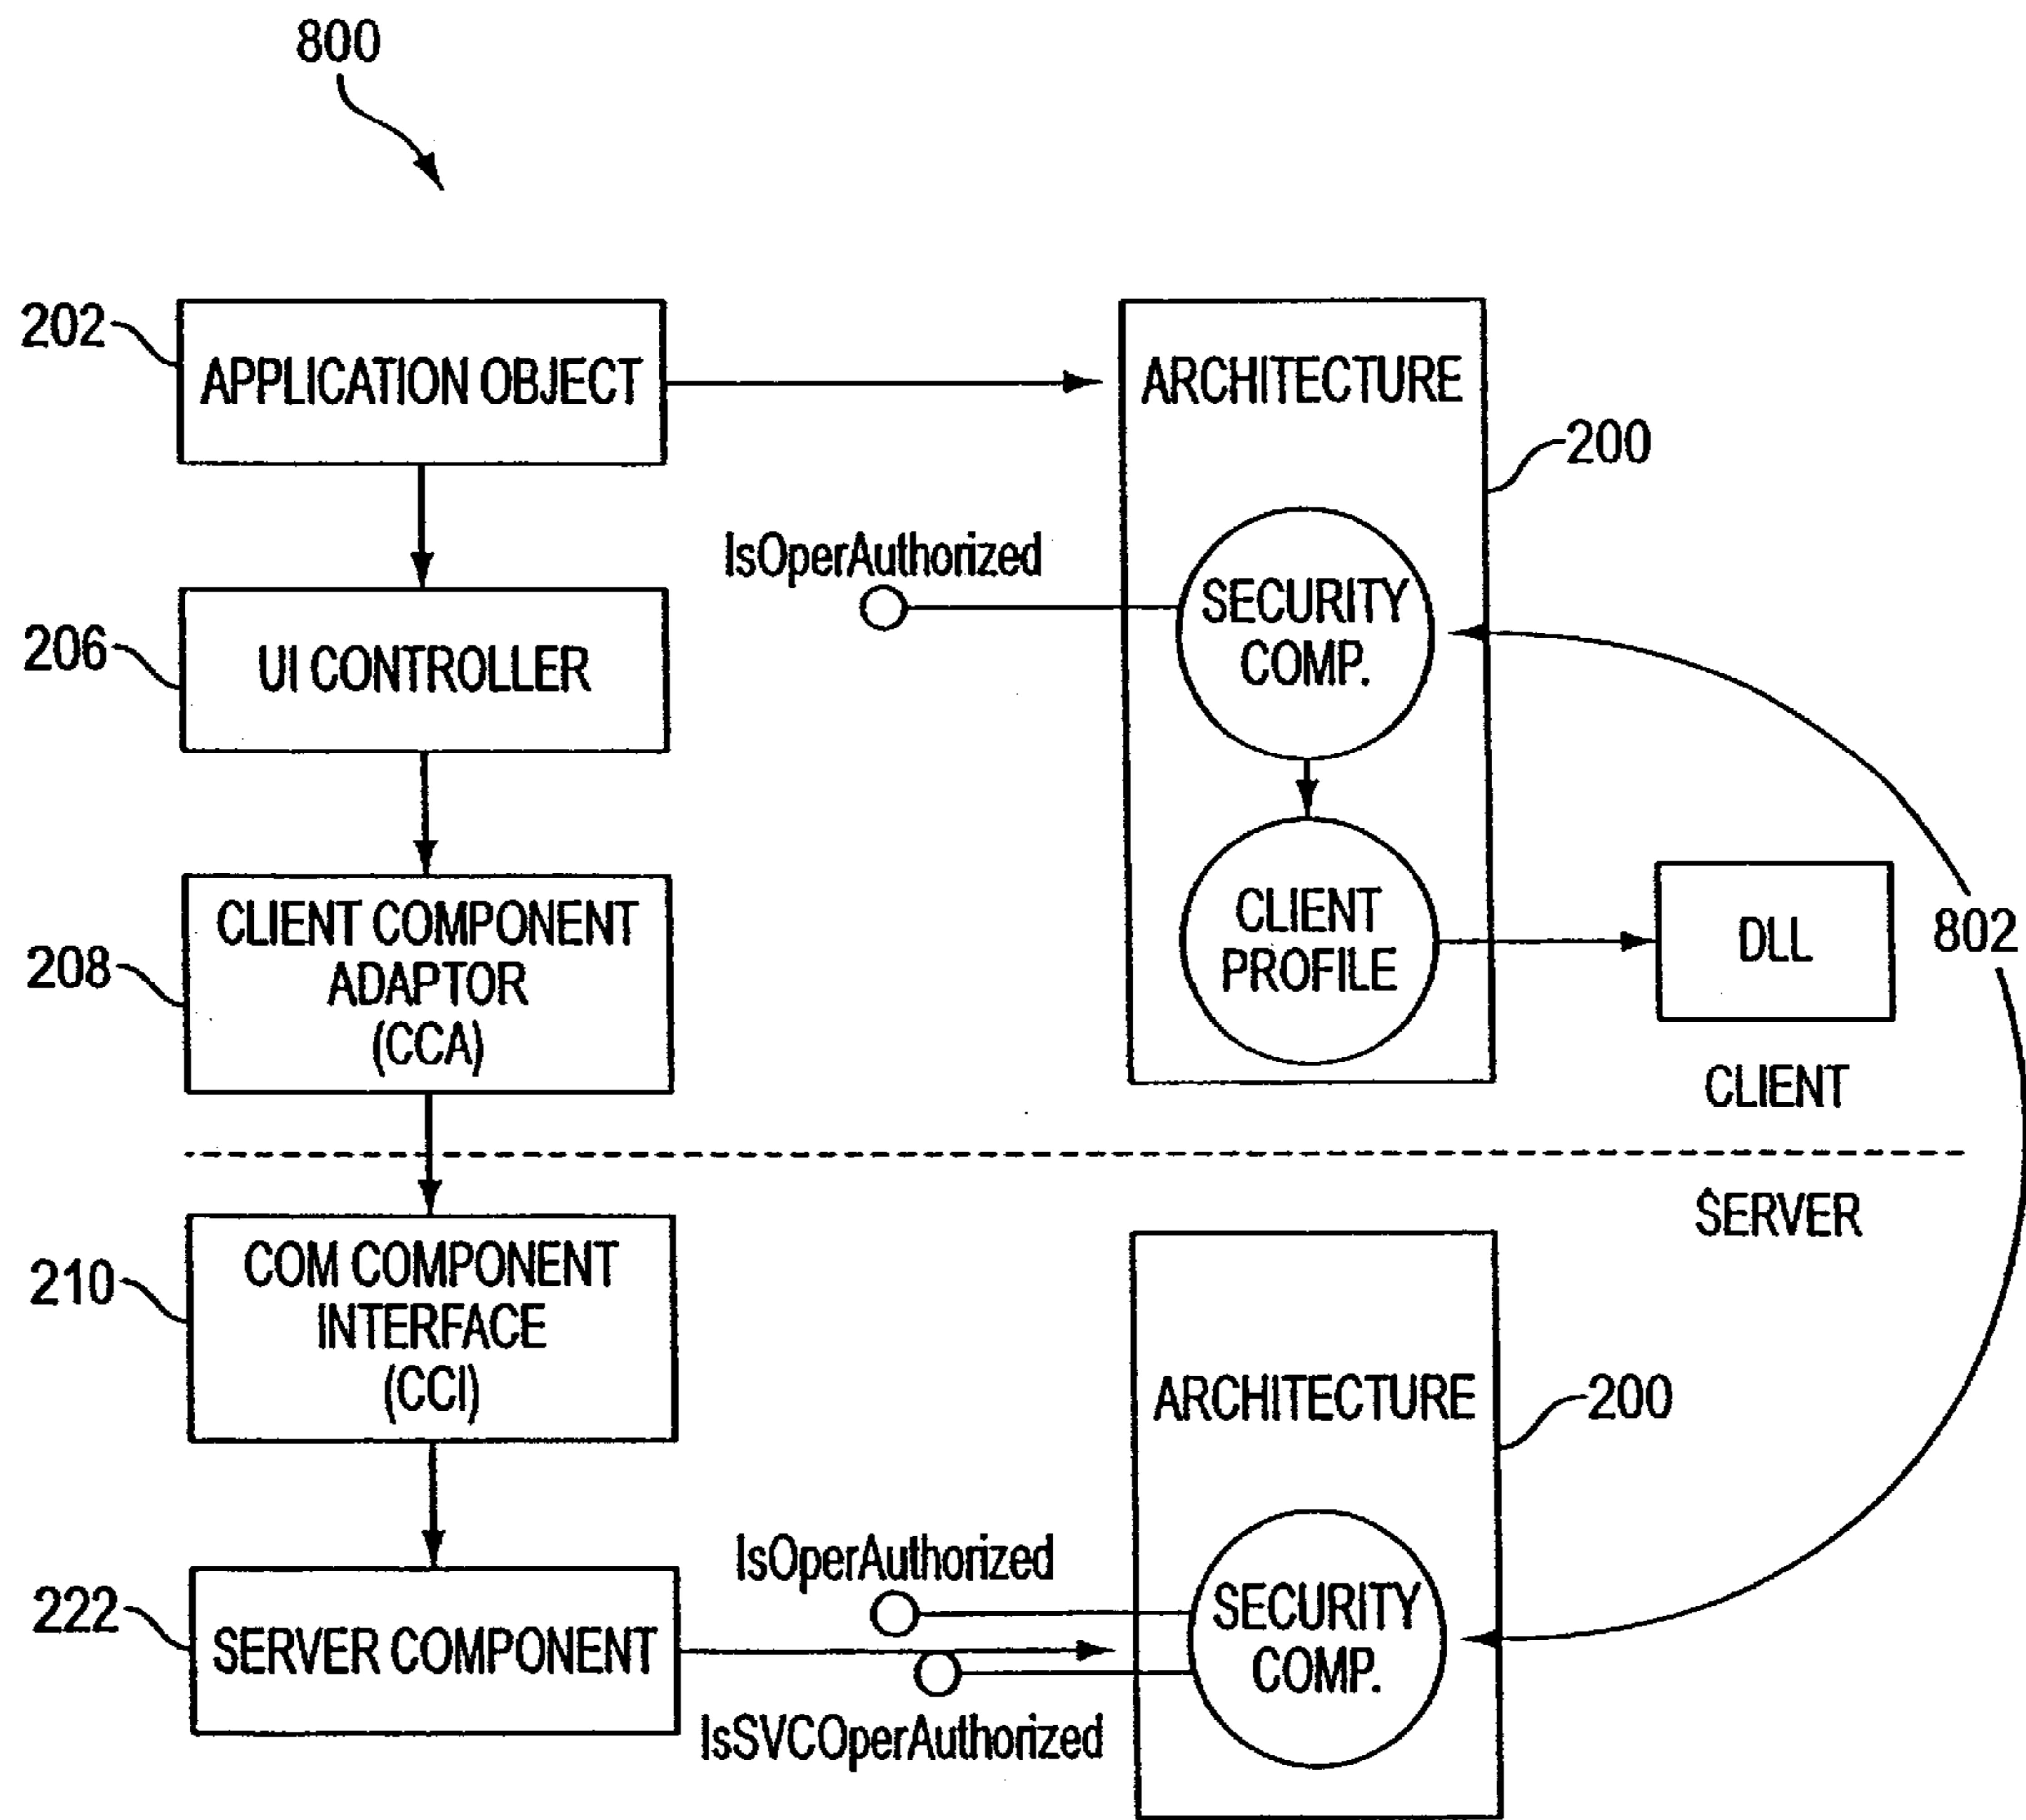 800
202
APPLICATION OBJECT
ARCHITECTURE
200
IsOperAuthorized
SECURITY
COMP.
206
UI CONTROLLER
208
CLIENT COMPONENT
ADAPTOR
(CCA)
CLIENT
PROFILE
DLL
802
CLIENT
SERVER
210
COM COMPONENT
INTERFACE
(CCI)
ARCHITECTURE
200
222
SERVER COMPONENT
IsOperAuthorized
SECURITY
COMP.
IsSVCOperAuthorized